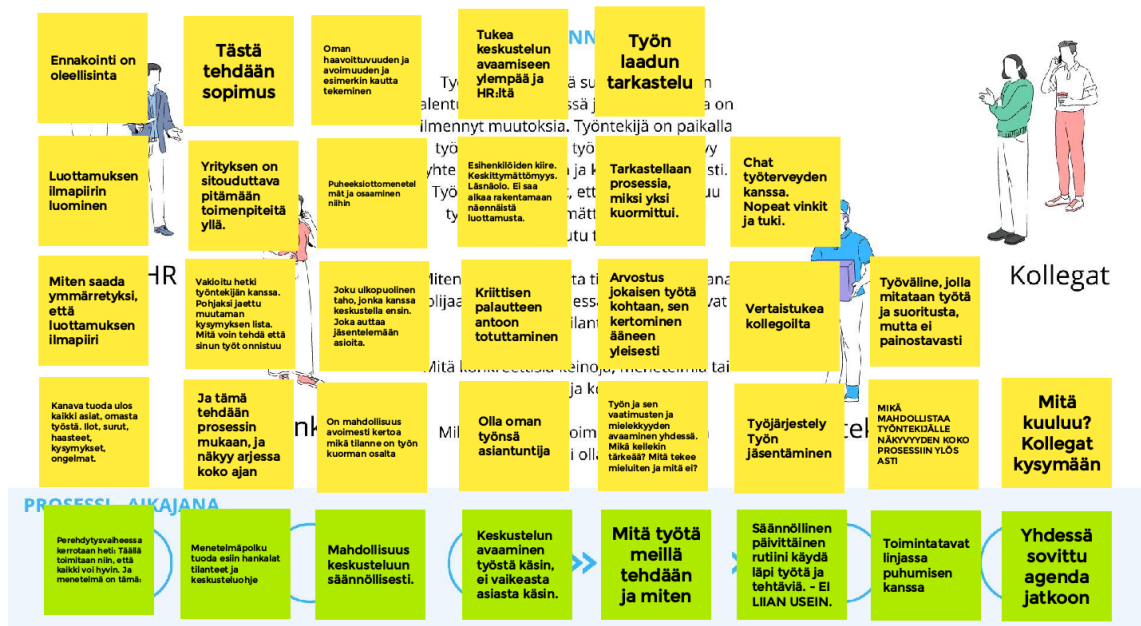 Ennakointi on
oleellisinta
Tästä
tehdään
sopimus
Oman
haavoittuvuuden ja
avoimuuden ja
esimerkin kautta
tekeminen
Tukea
keskustelun
avaamiseen
ylempää ja
HR:ltä
Työn
laadun
tarkastelu
ilmennyt muutoksia. Työntekijä on paikalla
Luottamuksen
ilmapiirin
luominen
Yrityksen on
sitouduttava
pitämään
toimenpiteitä
yllä.
Puheeksiottomenetel
mät ja osaaminen
niihin
Esihenkilöiden kiire.
Keskittymättömyys.
Läsnäolo. Ei saa
alkaa rakentamaan
näennäistä
luottamusta.
Tarkastellaan
prosessia,
miksi yksi
kuormittui.
Chat
työterveyden
kanssa.
Nopeat vinkit
ja tuki.
HR
Kollegat
Miten saada
ymmärretyksi,
että
luottamuksen
ilmapiiri
Vakioitu hetki
työntekijän kanssa.
Pohjaksi jaettu
muutaman
kysymyksen lista.
Mitä voin tehdä että
sinun työt onnistuu
Joku ulkopuolinen
taho, jonka kanssa
keskustella ensin.
Joka auttaa
jäsentelemään
asioita.
Kriittisen
palautteen
antoon
totuttaminen
Arvostus
jokaisen työtä
kohtaan, sen
kertominen
ääneen
yleisesti
Vertaistukea
kollegoilta
Työväline, jolla
mitataan työtä
ja suoritusta,
mutta ei
painostavasti
Kanava tuoda ulos
kaikki asiat, omasta
työstä. Ilot, surut,
haasteet,
kysymykset,
ongelmat.
Ja tämä
tehdään
prosessin
mukaan, ja
näkyy arjessa
koko ajan
On mahdollisuus
avoimesti kertoa
mikä tilanne on työn
kuorman osalta
Olla oman
työnsä
asiantuntija
Työn ja sen
vaatimusten ja
mielekkyyden
avaaminen yhdessä.
Mikä kellekin
tärkeää? Mitä tekee
mieluiten ja mitä ei?
Työjärjestely
Työn
jäsentäminen
MIKÄ
MAHDOLLISTAA
TYÖNTEKIJÄLLE
NÄKYVYYDEN KOKO
PROSESSIIN YLÖS
ASTI
Mitä
kuuluu?
Kollegat
kysymään
PROSESSI - AIKAJANA
Perehdytysvaiheessa
kerrotaan heti: Täällä
toimitaan niin, että
kaikki voi hyvin. Ja
menetelmä on tämä:
Menetelmäpolku
tuoda esiin hankalat
tilanteet ja
keskusteluohje
Mahdollisuus
keskusteluun
säännöllisesti.
Keskustelun
avaaminen
työstä käsin,
ei vaikeasta
asiasta käsin.
Mitä työtä
meillä
tehdään
ja miten
Säännöllinen
päivittäinen
rutiini käydä
läpi työtä ja
tehtäviä. - EI
LIIAN USEIN.
Toimintatavat
linjassa
puhumisen
kanssa
Yhdessä
sovittu
agenda
jatkoon